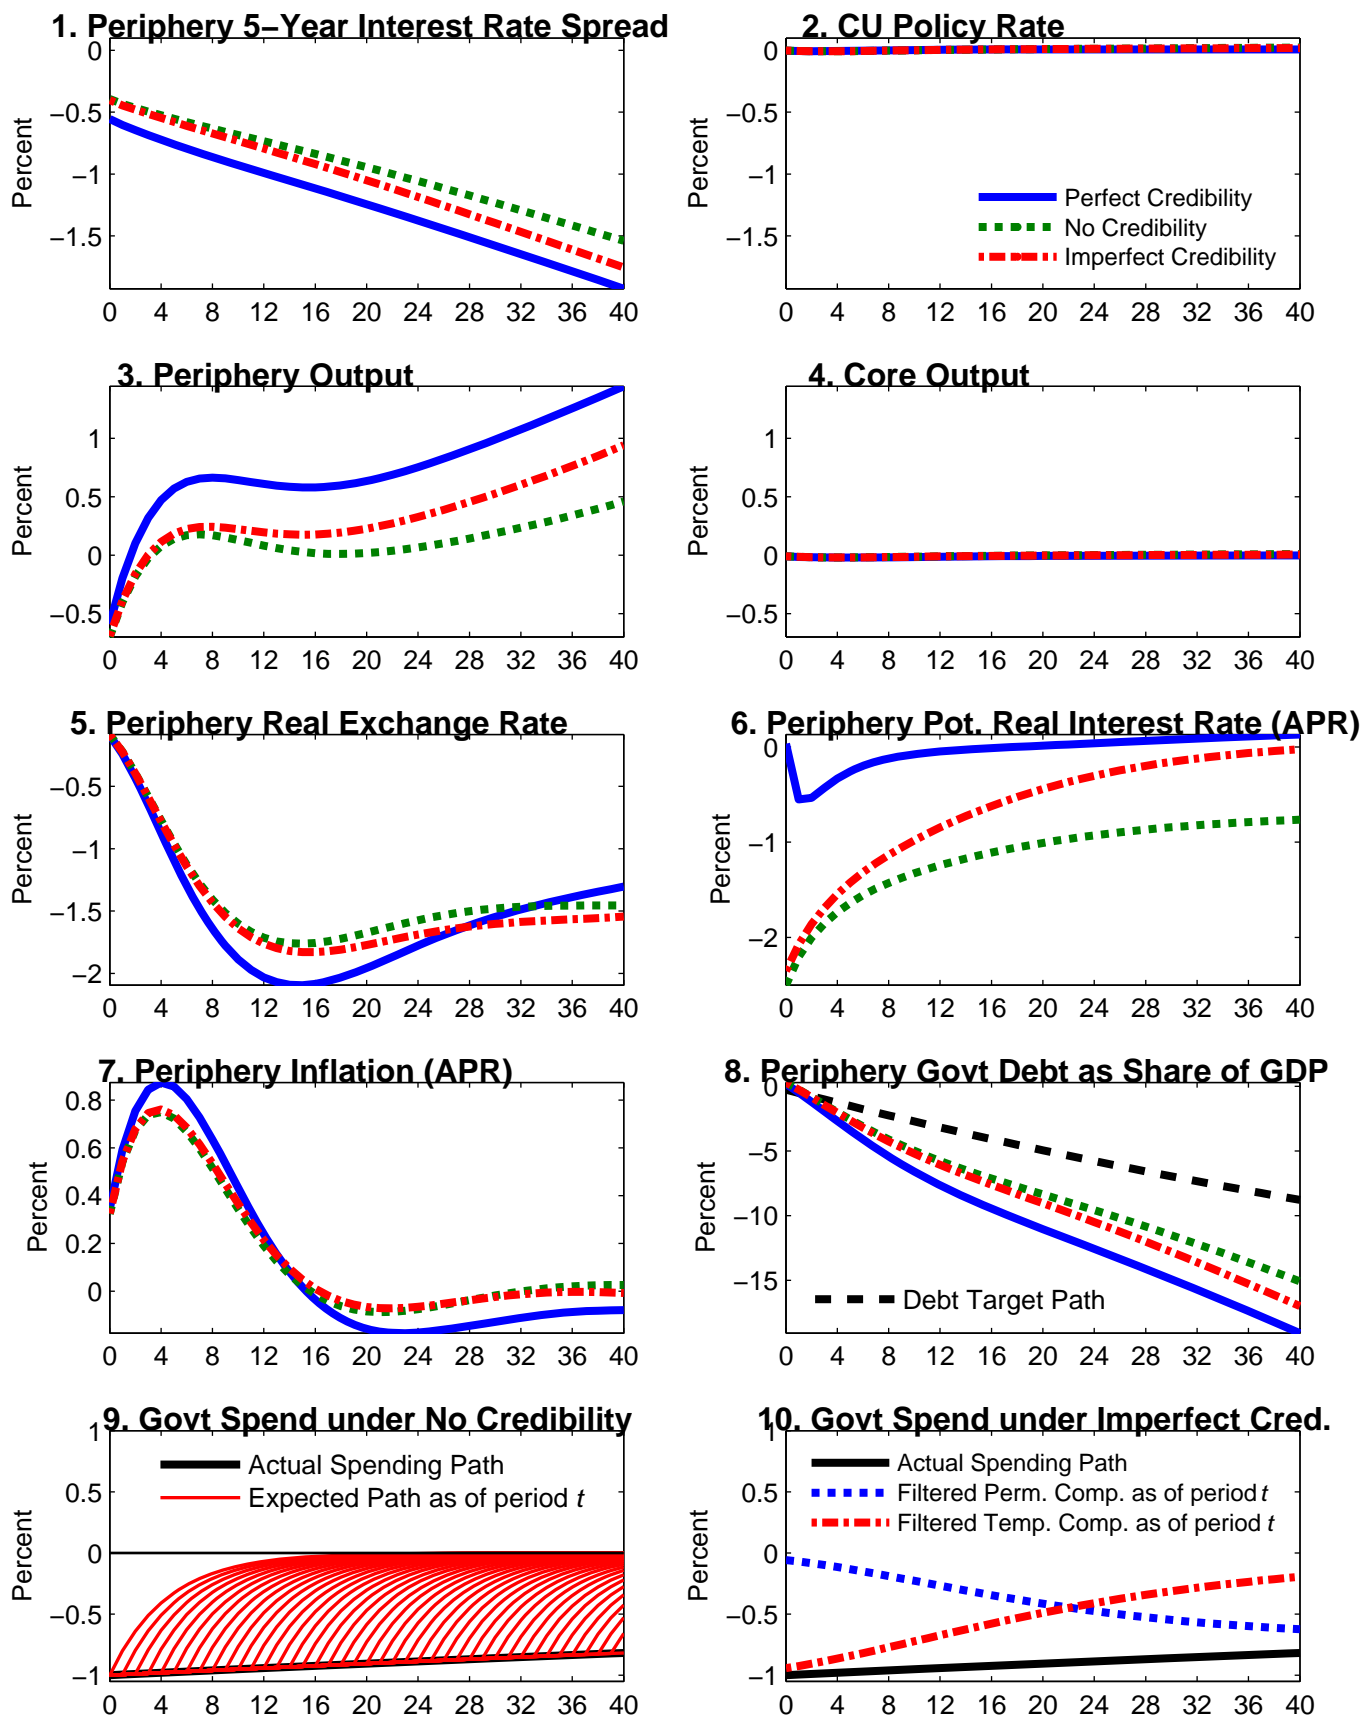 1. Periphery 5−Year Interest Rate Spread
Percent
0
−0.5
−1
−1.5
0 4 8 12 16 20 24 28 32 36 40
2. CU Policy Rate
Percent
0
−0.5
−1
−1.5
Perfect Credibility
No Credibility
Imperfect Credibility
0 4 8 12 16 20 24 28 32 36 40
3. Periphery Output
Percent
1
0.5
0
−0.5
0 4 8 12 16 20 24 28 32 36 40
4. Core Output
Percent
1
0.5
0
−0.5
0 4 8 12 16 20 24 28 32 36 40
5. Periphery Real Exchange Rate
Percent
−0.5
−1
−1.5
−2
0 4 8 12 16 20 24 28 32 36 40
6. Periphery Pot. Real Interest Rate (APR)
Percent
0
−1
−2
0 4 8 12 16 20 24 28 32 36 40
7. Periphery Inflation (APR)
Percent
0.8
0.6
0.4
0.2
0
0 4 8 12 16 20 24 28 32 36 40
8. Periphery Govt Debt as Share of GDP
Percent
0
−5
−10
−15
Debt Target Path
0 4 8 12 16 20 24 28 32 36 40
9. Govt Spend under No Credibility
Percent
1
0.5
0
−0.5
−1
Actual Spending Path
Expected Path as of period t
0 4 8 12 16 20 24 28 32 36 40
10. Govt Spend under Imperfect Cred.
Percent
1
0.5
0
−0.5
−1
Actual Spending Path
Filtered Perm. Comp. as of period t
Filtered Temp. Comp. as of period t
0 4 8 12 16 20 24 28 32 36 40